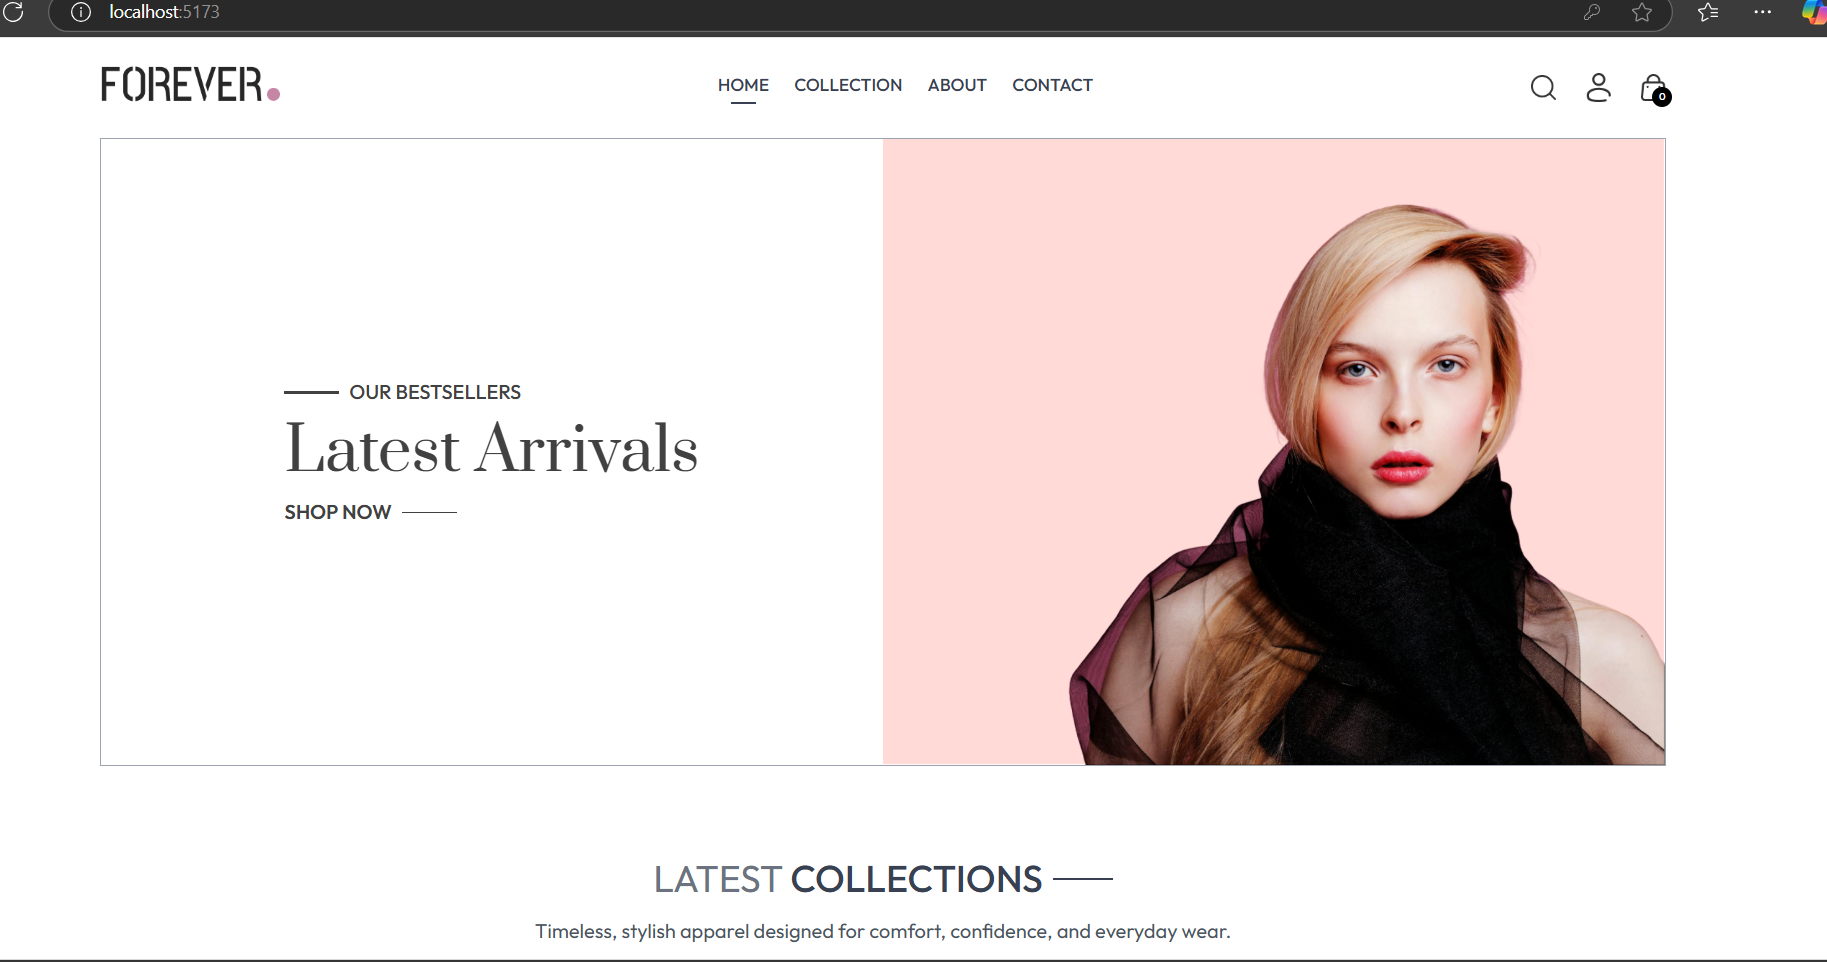 localhost:5173
FOREVER.
HOME COLLECTION ABOUT CONTACT
0
OUR BESTSELLERS
Latest Arrivals
SHOP NOW
LATEST COLLECTIONS
Timeless, stylish apparel designed for comfort, confidence, and everyday wear.